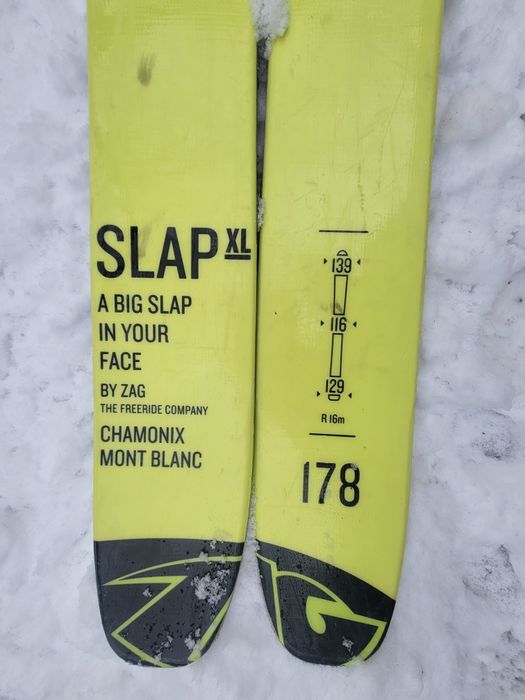 SLAP XL
A BIG SLAP
IN YOUR
FACE
BY ZAG
THE FREERIDE COMPANY
CHAMONIX
MONT BLANC
139
116
129
R 16m
178